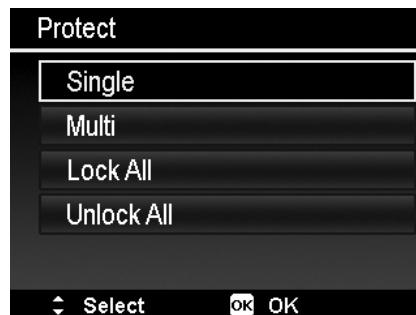 Protect
Single
Multi
Lock All
Unlock All
Select OK OK